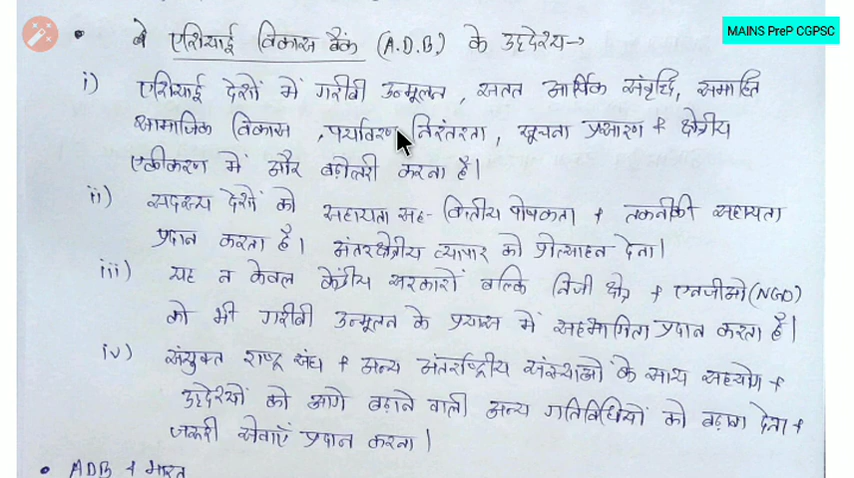 MAINS PreP CGPSC
• वे एशियाई विकास बैंक (A.D.B.) के उद्देश्य→
i) एशियाई देशों में गरीबी उन्मूलन, सतत आर्थिक संवृद्धि, समाहित
सामाजिक विकास, पर्यावरण निरंतरता, सूचना प्रसारण + क्षेत्रीय
एकीकरण में और बढ़ोतरी करना है।
ii) सदस्य देशों को सहायता सह- वित्तीय पोषकता + तकनीकी सहायता
प्रदान करता है। अंतरक्षेत्रीय व्यापार को प्रोत्साहन देना।
iii) यह न केवल केंद्रीय सरकारों बल्कि निजी क्षेत्र + एनजीओ (NGO)
को भी गरीबी उन्मूलन के प्रयास में सहभागिता प्रदान करता है।
iv) संयुक्त राष्ट्र संघ + अन्य अंतर्राष्ट्रीय संस्थाओं के साथ सहयोग +
उद्देश्यों को आगे बढ़ाने वाली अन्य गतिविधियों को बढ़ावा देना +
जरूरी सेवाएँ प्रदान करना।
• ADB + भारत